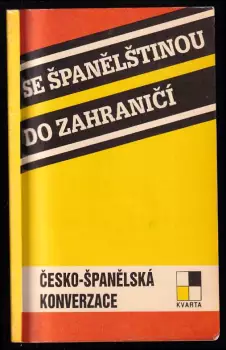 SE ŠPANĚLŠTINOU
DO ZAHRANIČÍ
ČESKO-ŠPANĚLSKÁ
KONVERZACE
KVARTA